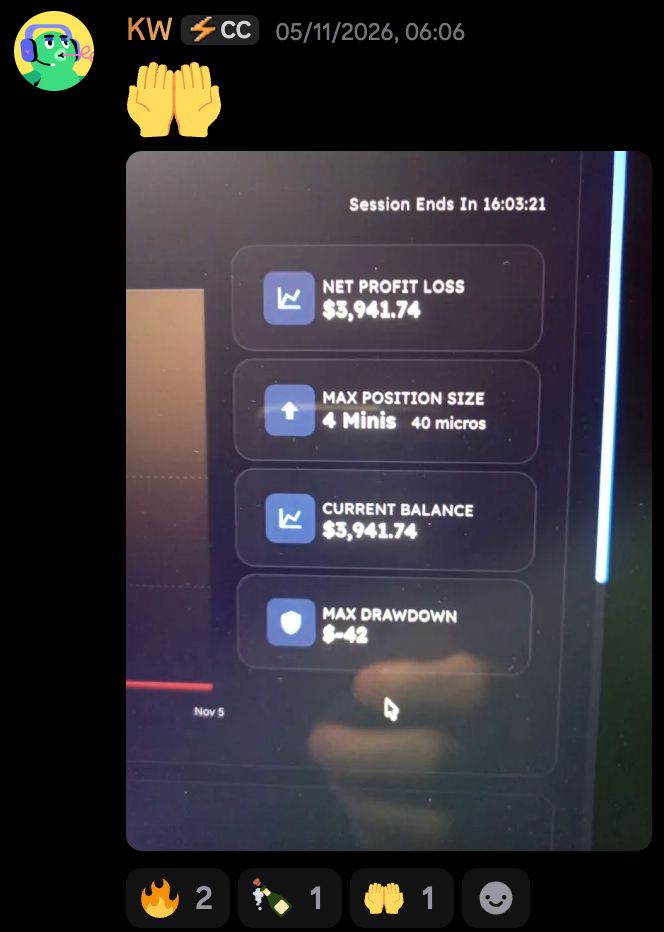 KW ⚡CC 05/11/2026, 06:06
Session Ends In 16:03:21
NET PROFIT LOSS
$3,941.74
MAX POSITION SIZE
4 Minis 40 micros
CURRENT BALANCE
$3,941.74
MAX DRAWDOWN
$-42
Nov 5
2 1 1